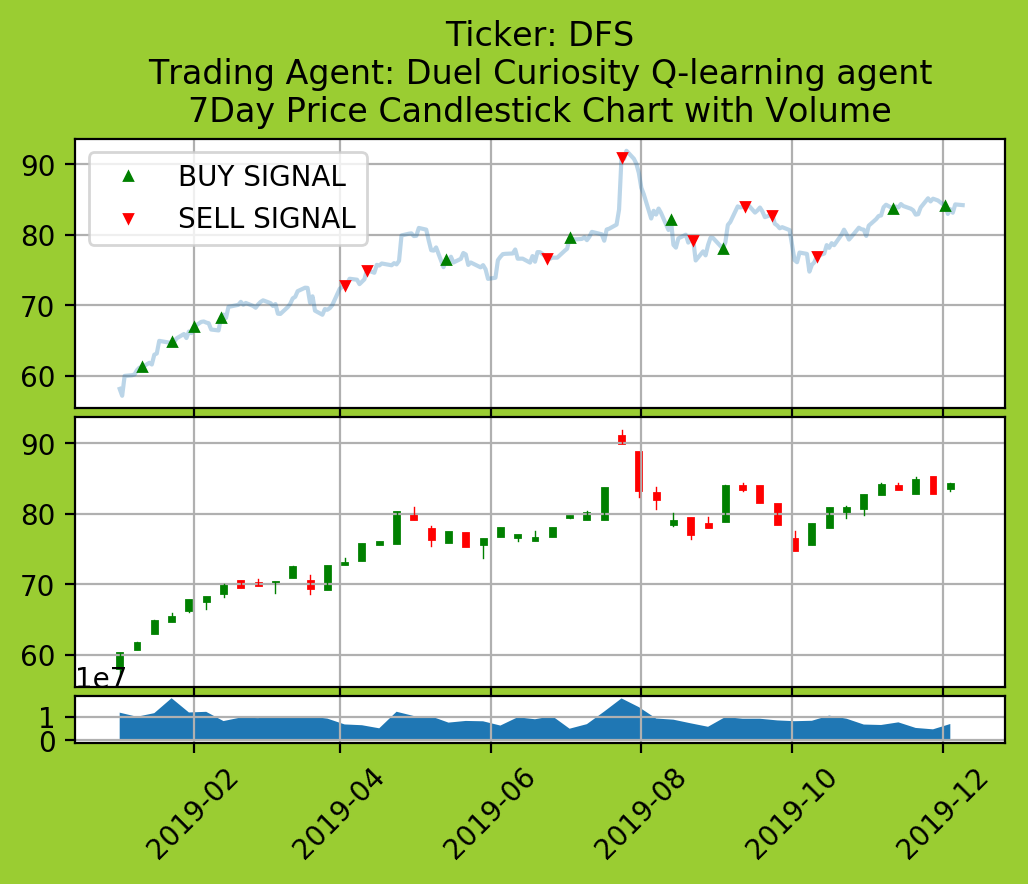 Ticker: DFS
Trading Agent: Duel Curiosity Q-learning agent
7Day Price Candlestick Chart with Volume
90
80
70
60
BUY SIGNAL
SELL SIGNAL
90
80
70
60
1e7
1
0
2019-02
2019-04
2019-06
2019-08
2019-10
2019-12